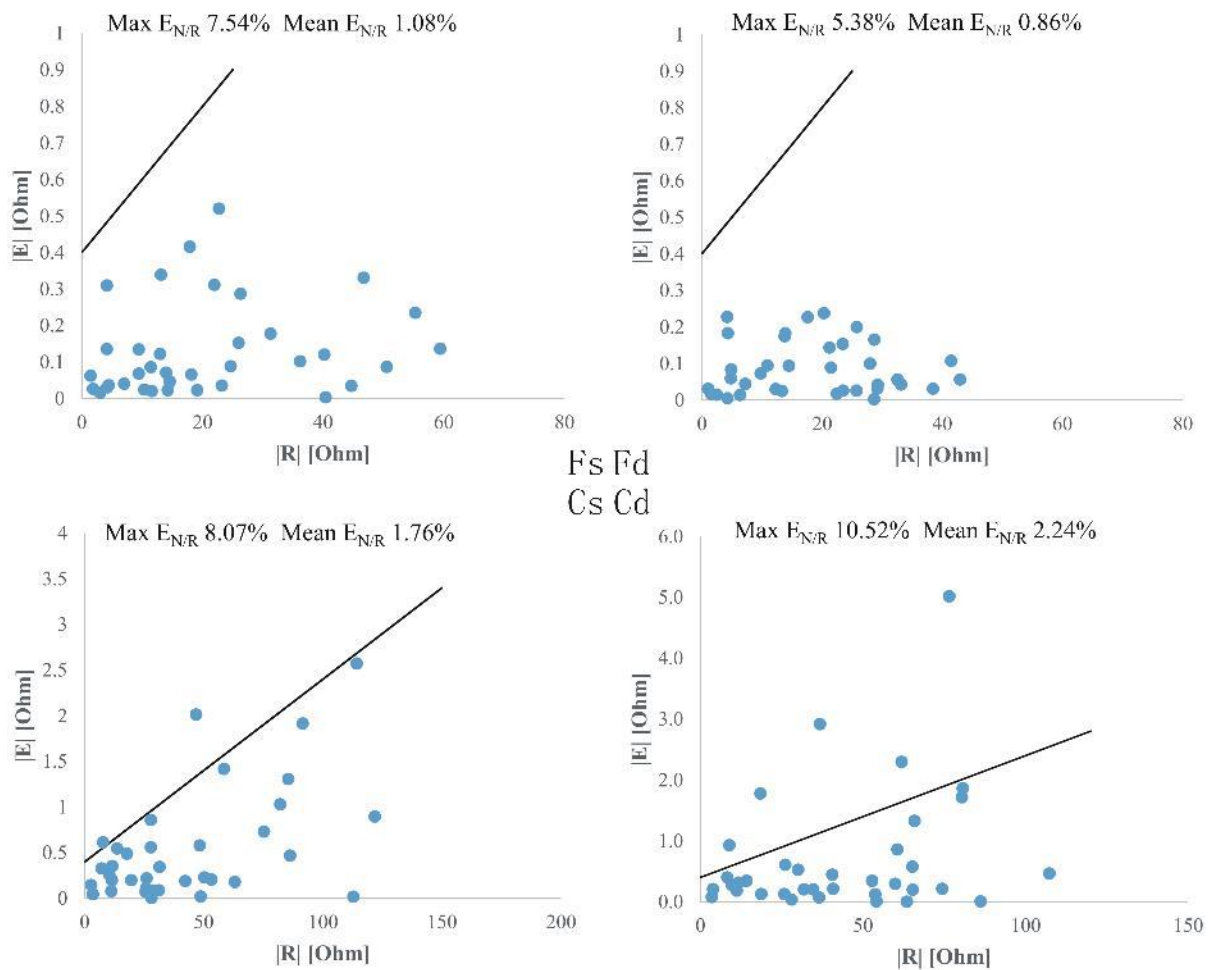 Max E_N/R 7.54% Mean E_N/R 1.08%
1
0.9
0.8
0.7
0.6
0.5
0.4
0.3
0.2
0.1
0
|E| [Ohm]
0 20 40 60 80
|R| [Ohm]
Max E_N/R 5.38% Mean E_N/R 0.86%
1
0.9
0.8
0.7
0.6
0.5
0.4
0.3
0.2
0.1
0
|E| [Ohm]
0 20 40 60 80
|R| [Ohm]
Fs Fd
Cs Cd
Max E_N/R 8.07% Mean E_N/R 1.76%
4
3.5
3
2.5
2
1.5
1
0.5
0
|E| [Ohm]
0 50 100 150 200
|R| [Ohm]
Max E_N/R 10.52% Mean E_N/R 2.24%
6.0
5.0
4.0
3.0
2.0
1.0
0.0
|E| [Ohm]
0 50 100 150
|R| [Ohm]